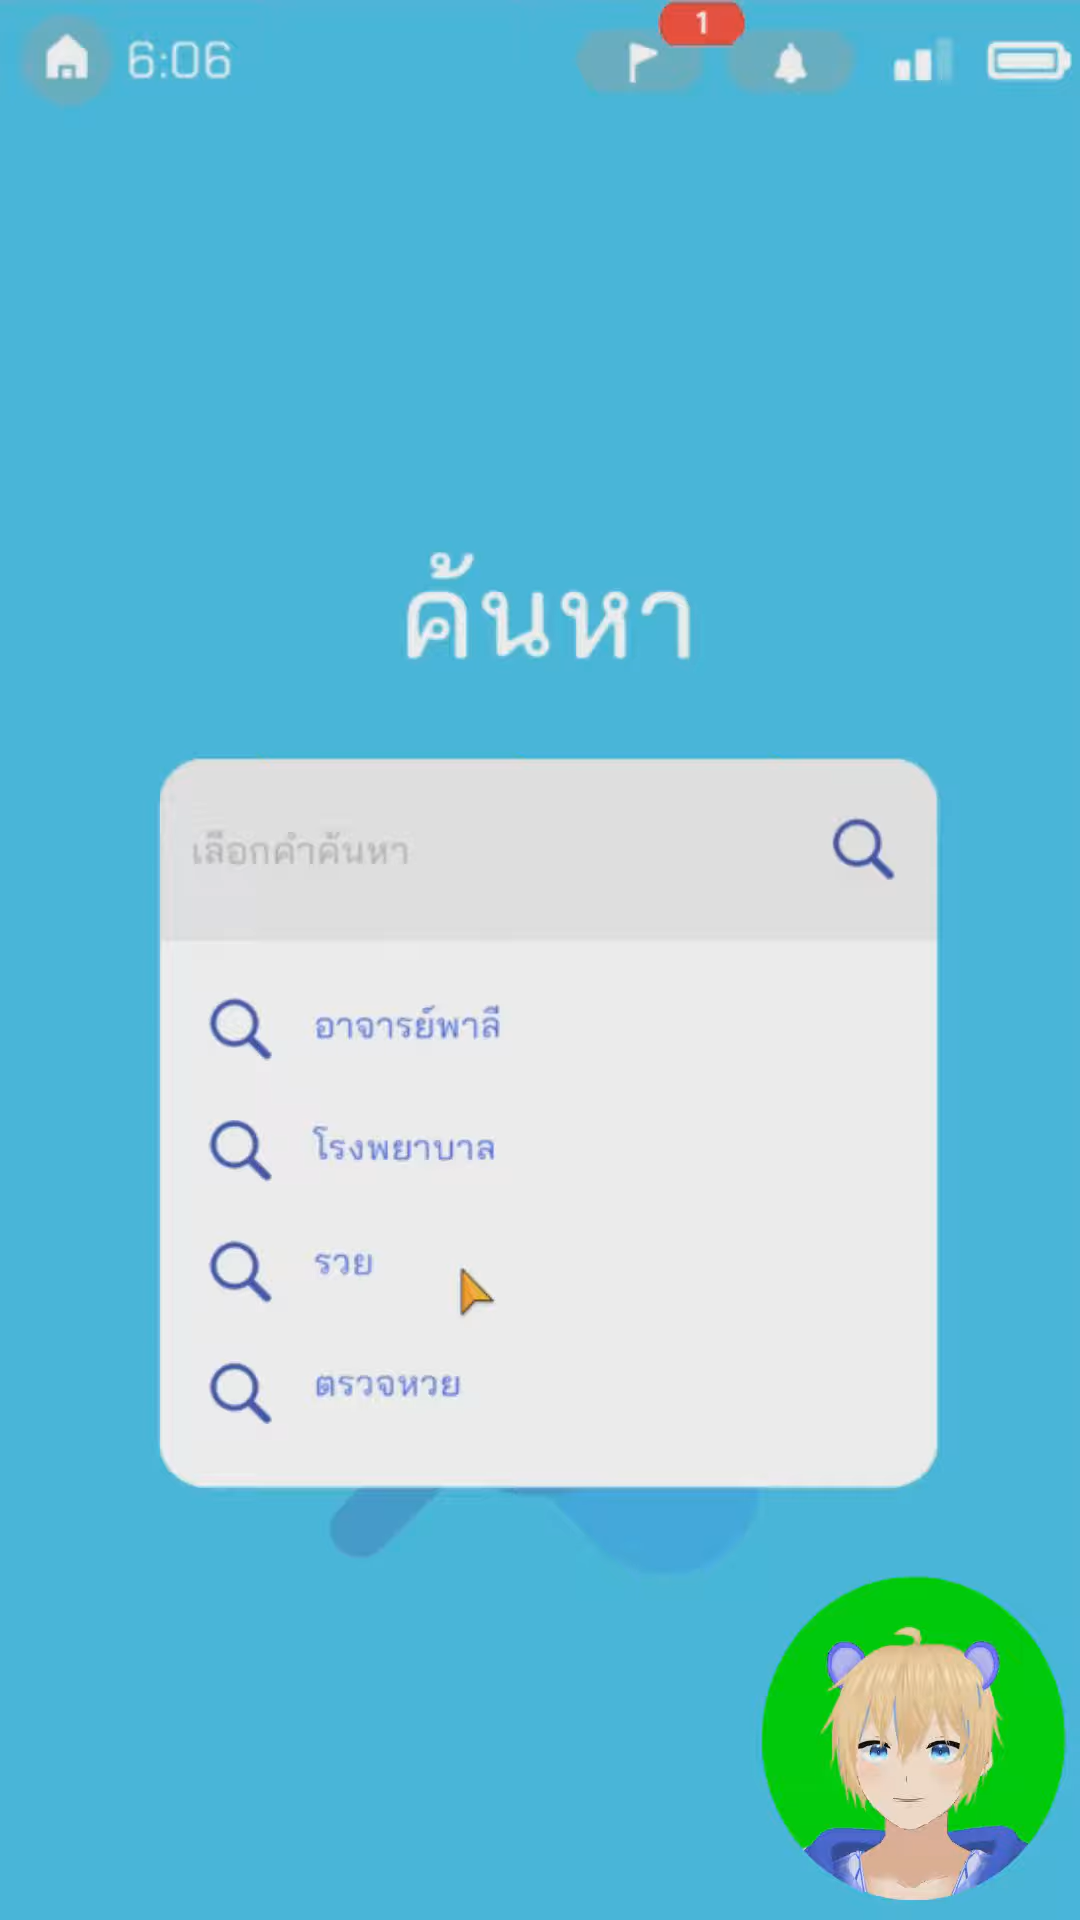 6:06
1
ค้นหา
เลือกคำค้นหา
อาจารย์พาลี
โรงพยาบาล
รวย
ตรวจหวย